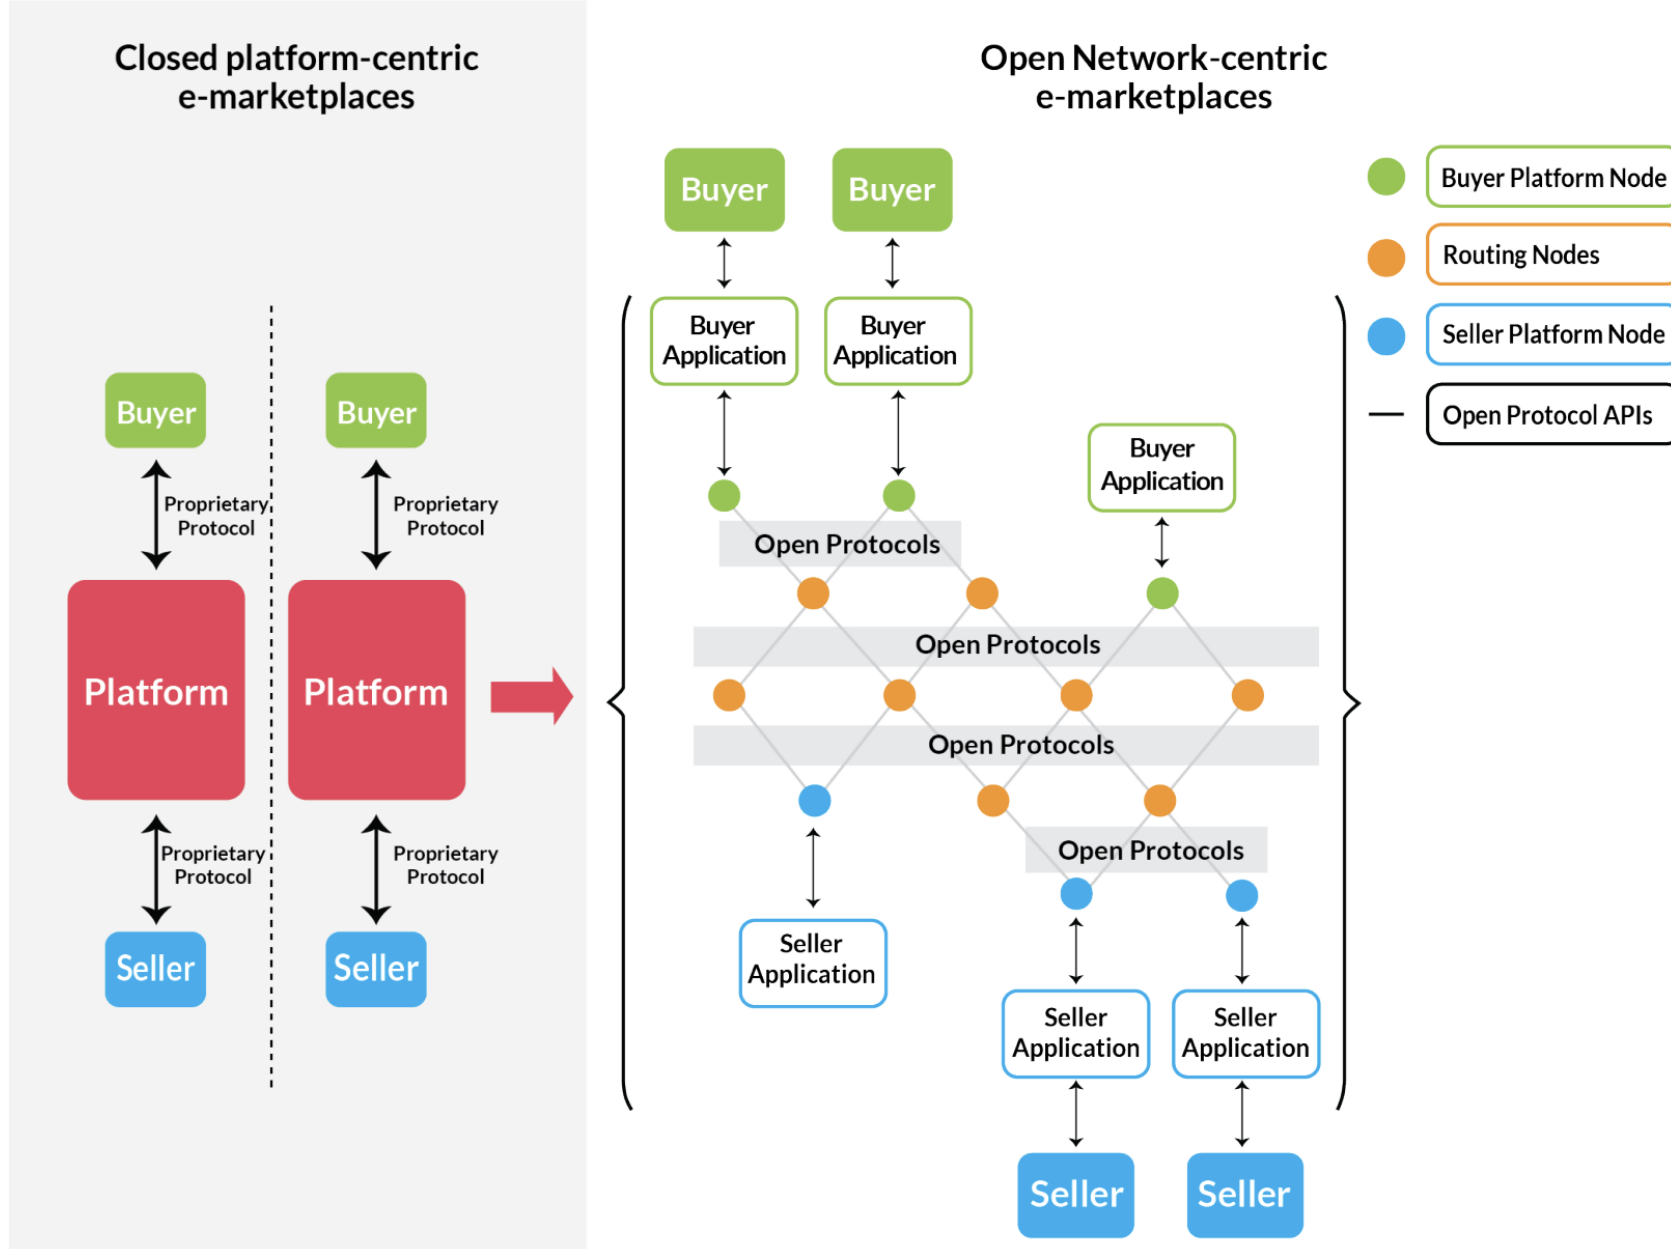 Closed platform-centric
e-marketplaces
Buyer
Buyer
Proprietary
Protocol
Proprietary
Protocol
Platform
Platform
Proprietary
Protocol
Proprietary
Protocol
Seller
Seller
Open Network-centric
e-marketplaces
Buyer
Buyer
Buyer
Application
Buyer
Application
Buyer
Application
Open Protocols
Open Protocols
Open Protocols
Open Protocols
Seller
Application
Seller
Application
Seller
Application
Seller
Seller
Buyer Platform Node
Routing Nodes
Seller Platform Node
Open Protocol APIs